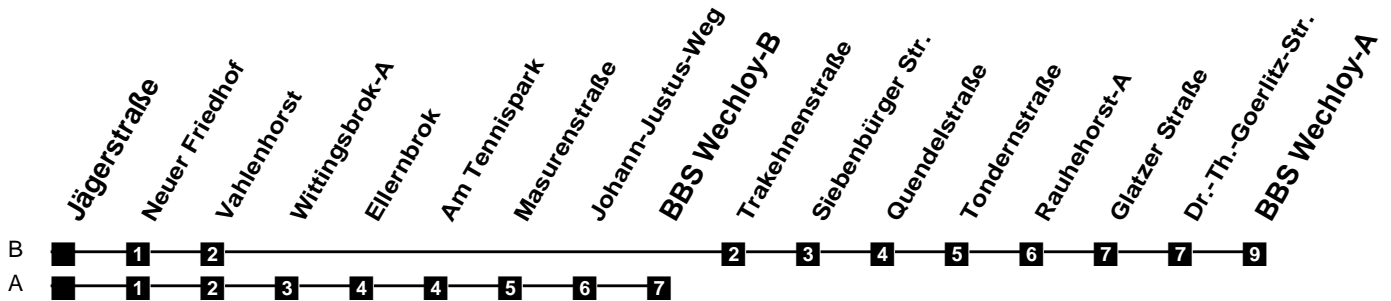 Jägerstraße
Neuer Friedhof
Vahlenhorst
Wittingsbrok-A
Ellernbrok
Am Tennispark
Masurenstraße
Johann-Justus-Weg
BBS Wechloy-B
Trakehnenstraße
Siebenbürger Str.
Quendelstraße
Tondernstraße
Rauhehorst-A
Glatzer Straße
Dr.-Th.-Goerlitz-Str.
BBS Wechloy-A
B 1 2 2 3 4 5 6 7 7 9
A 1 2 3 4 4 5 6 7